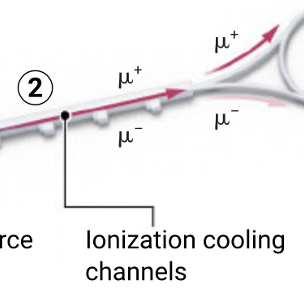 μ⁺
2
μ⁺
μ⁻
μ⁻
rce
Ionization cooling
channels